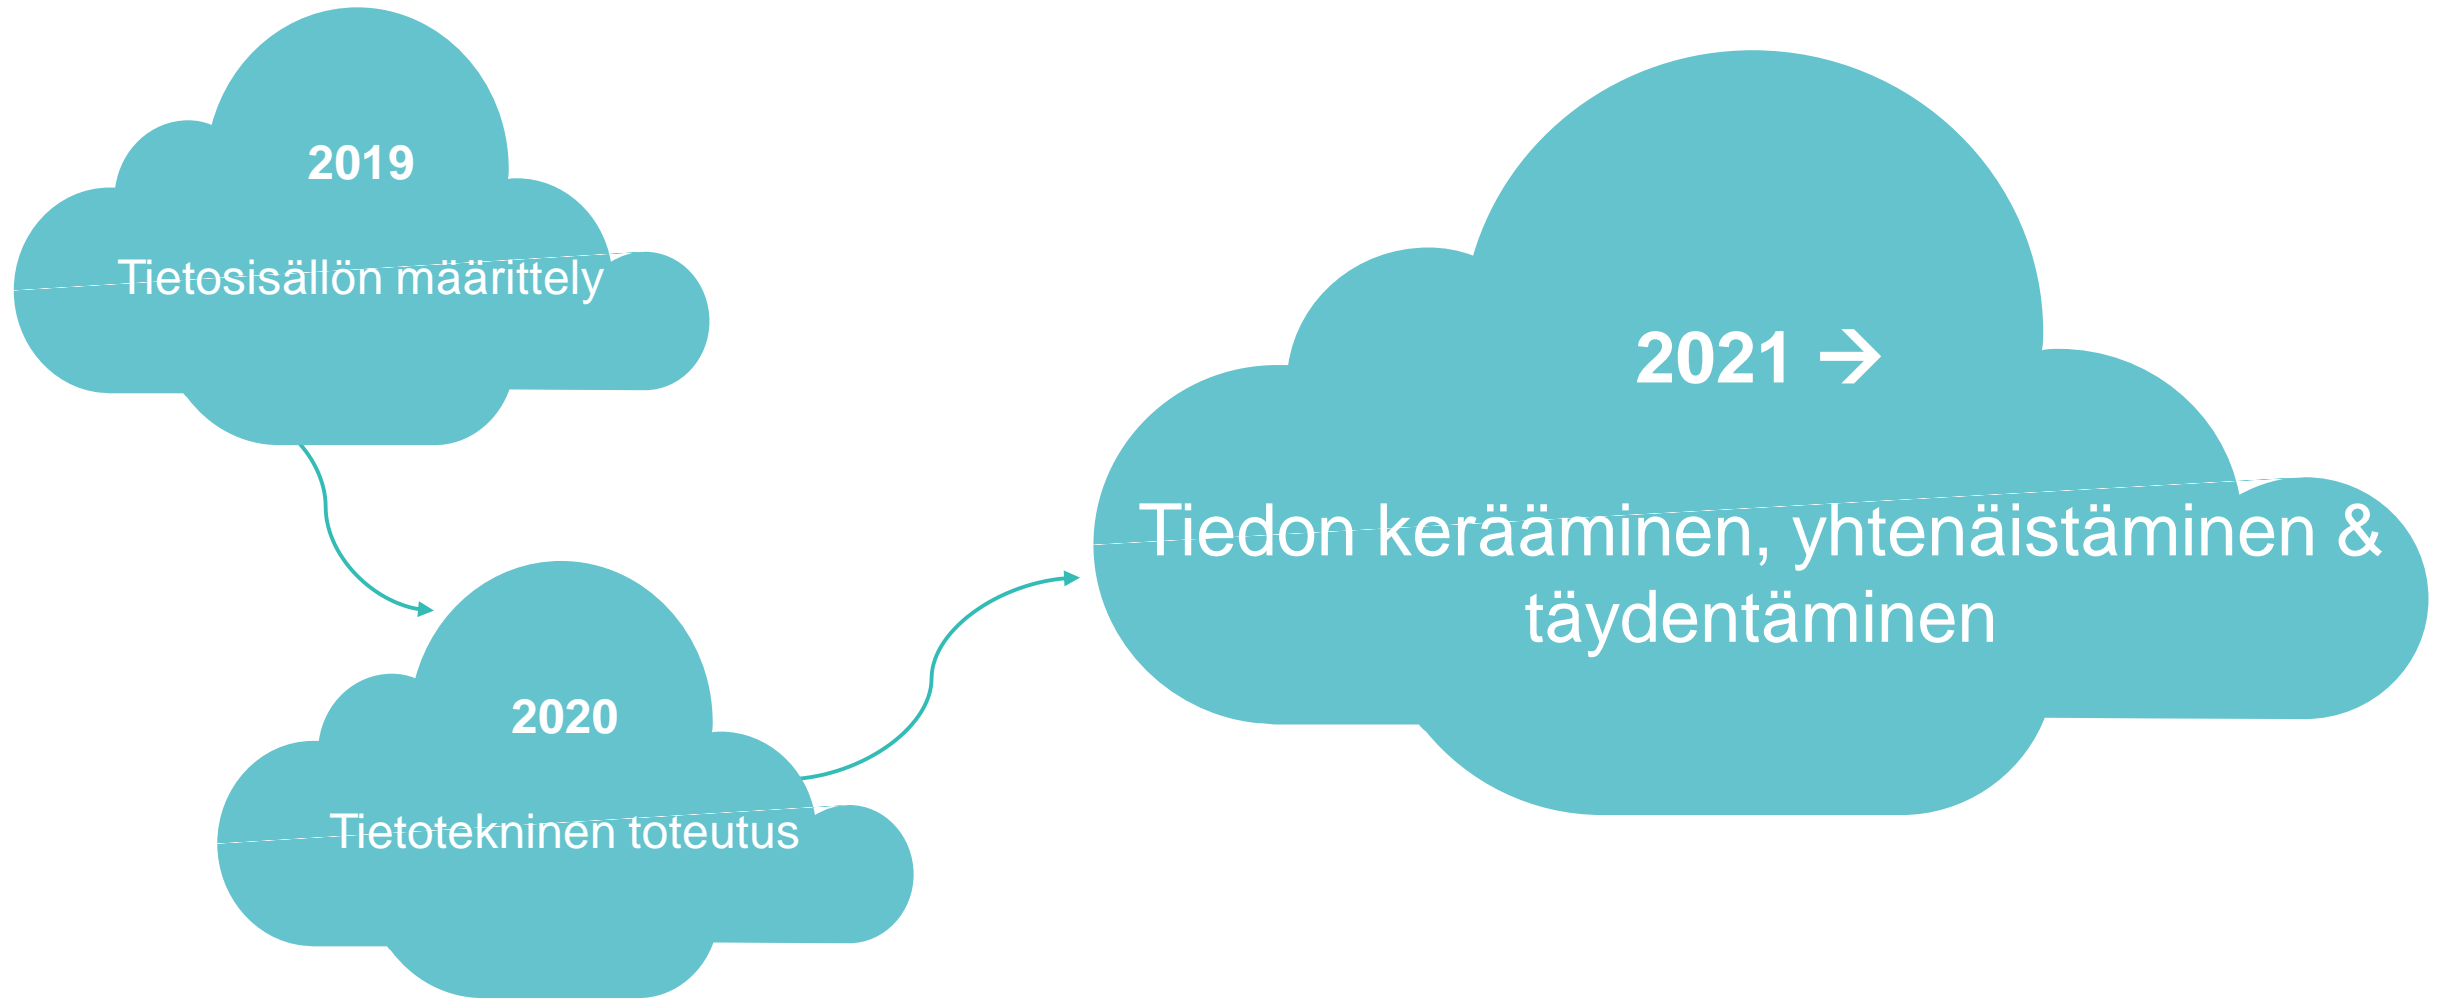 2019
Tietosisällön määrittely
2020
Tietotekninen toteutus
2021 →
Tiedon kerääminen, yhtenäistäminen &
täydentäminen